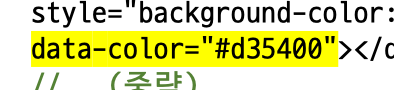 style="background-color:
data-color="#d35400"></d
// (중략)